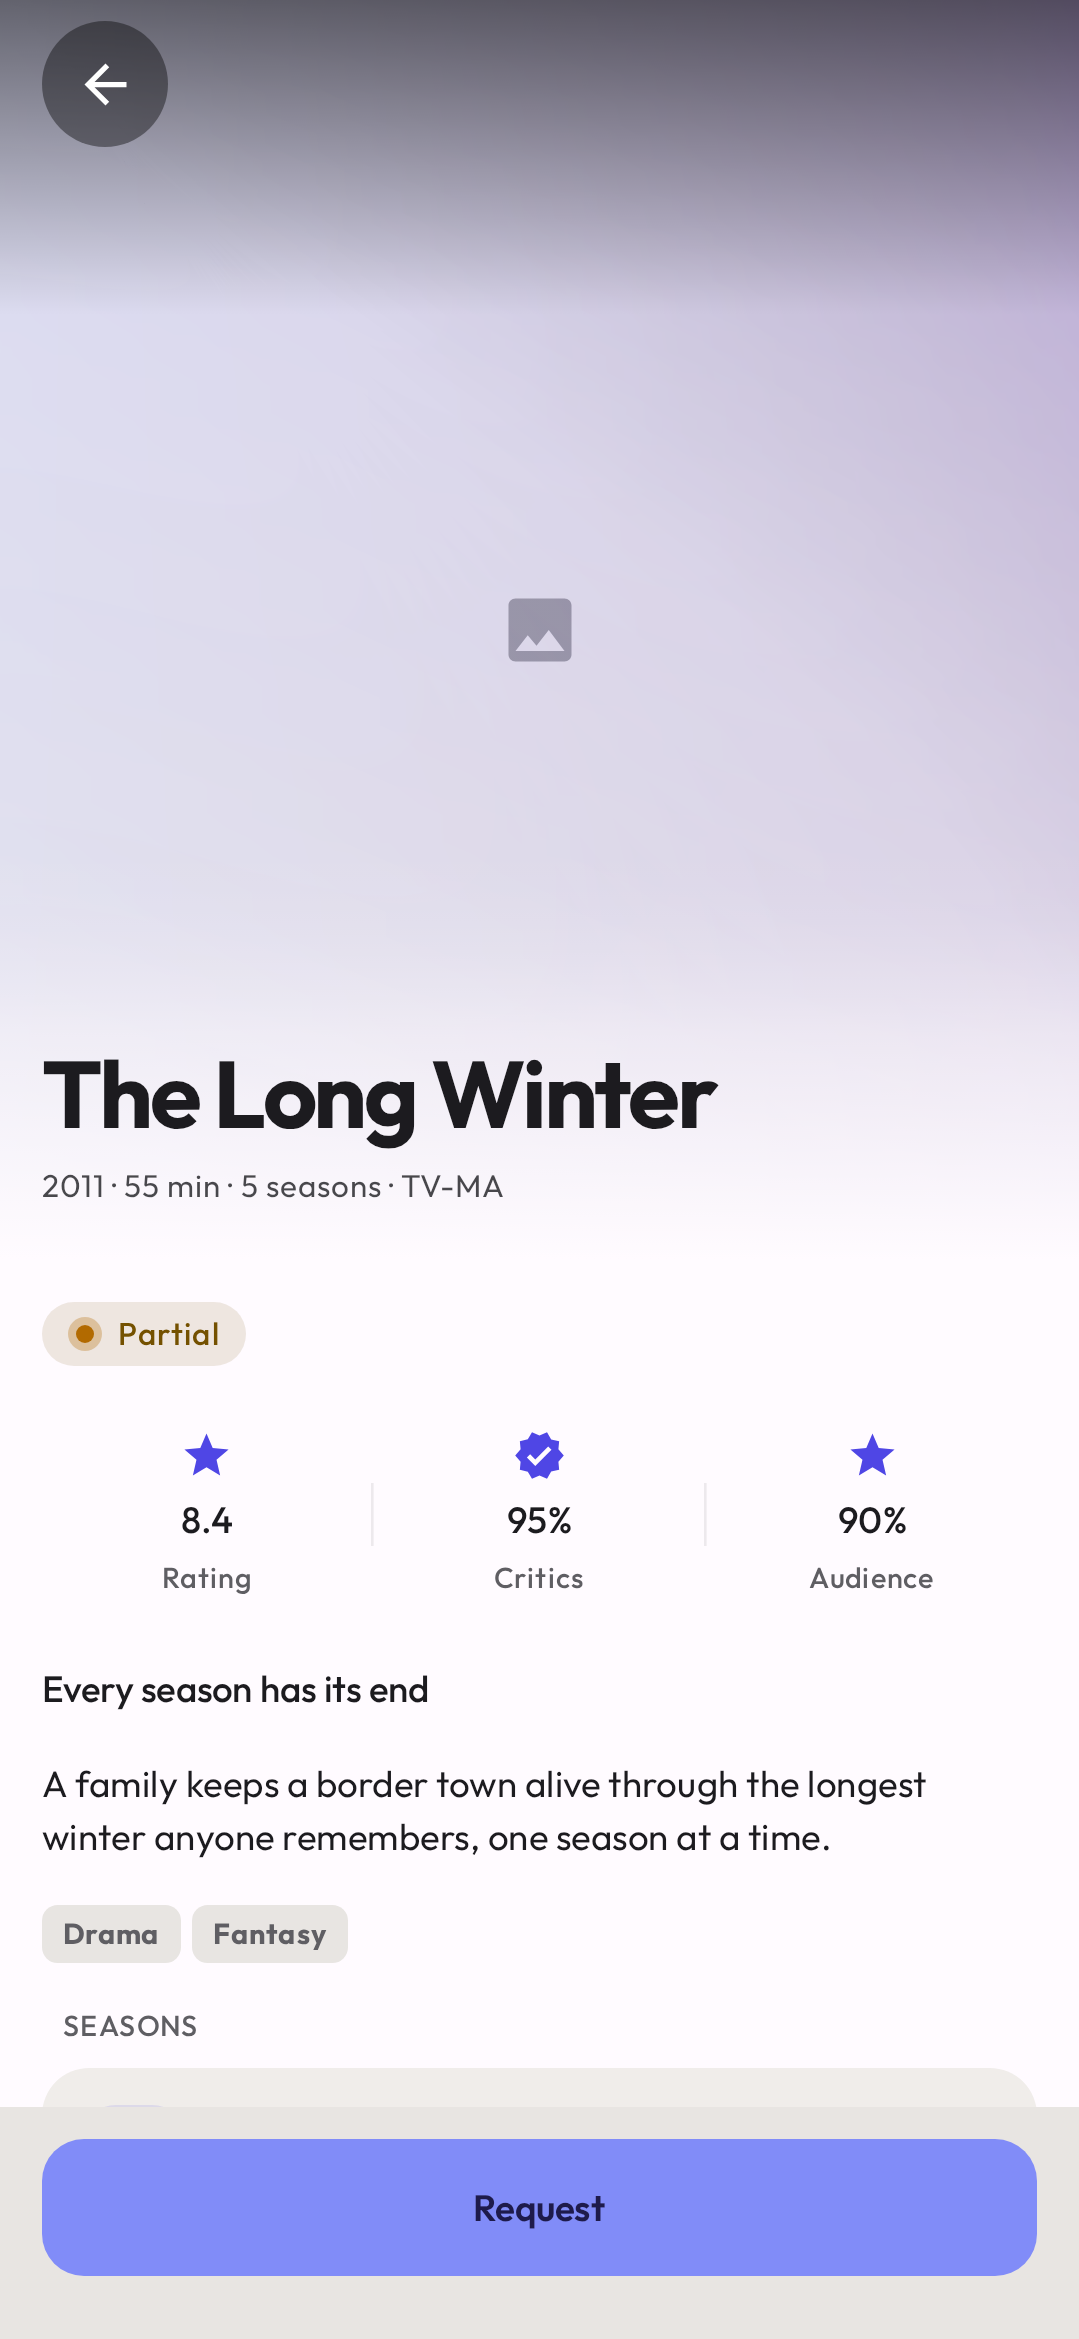 The Long Winter
2011 · 55 min · 5 seasons · TV-MA
Partial
8.4
Rating
95%
Critics
90%
Audience
Every season has its end
A family keeps a border town alive through the longest
winter anyone remembers, one season at a time.
Drama
Fantasy
SEASONS
Request